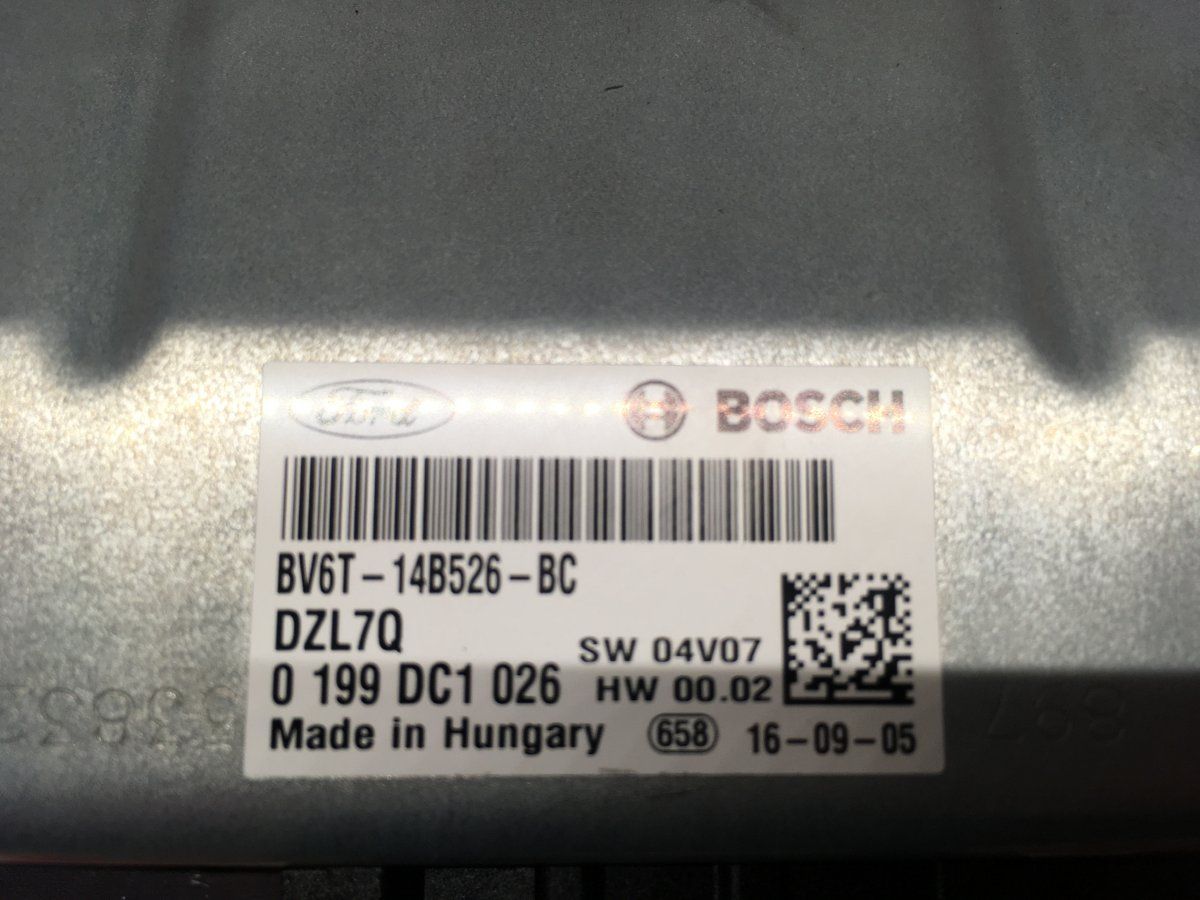 Ford BOSCH
BV6T-14B526-BC
DZL7Q
SW 04V07
0 199 DC1 026 HW 00.02
Made in Hungary 658 16-09-05